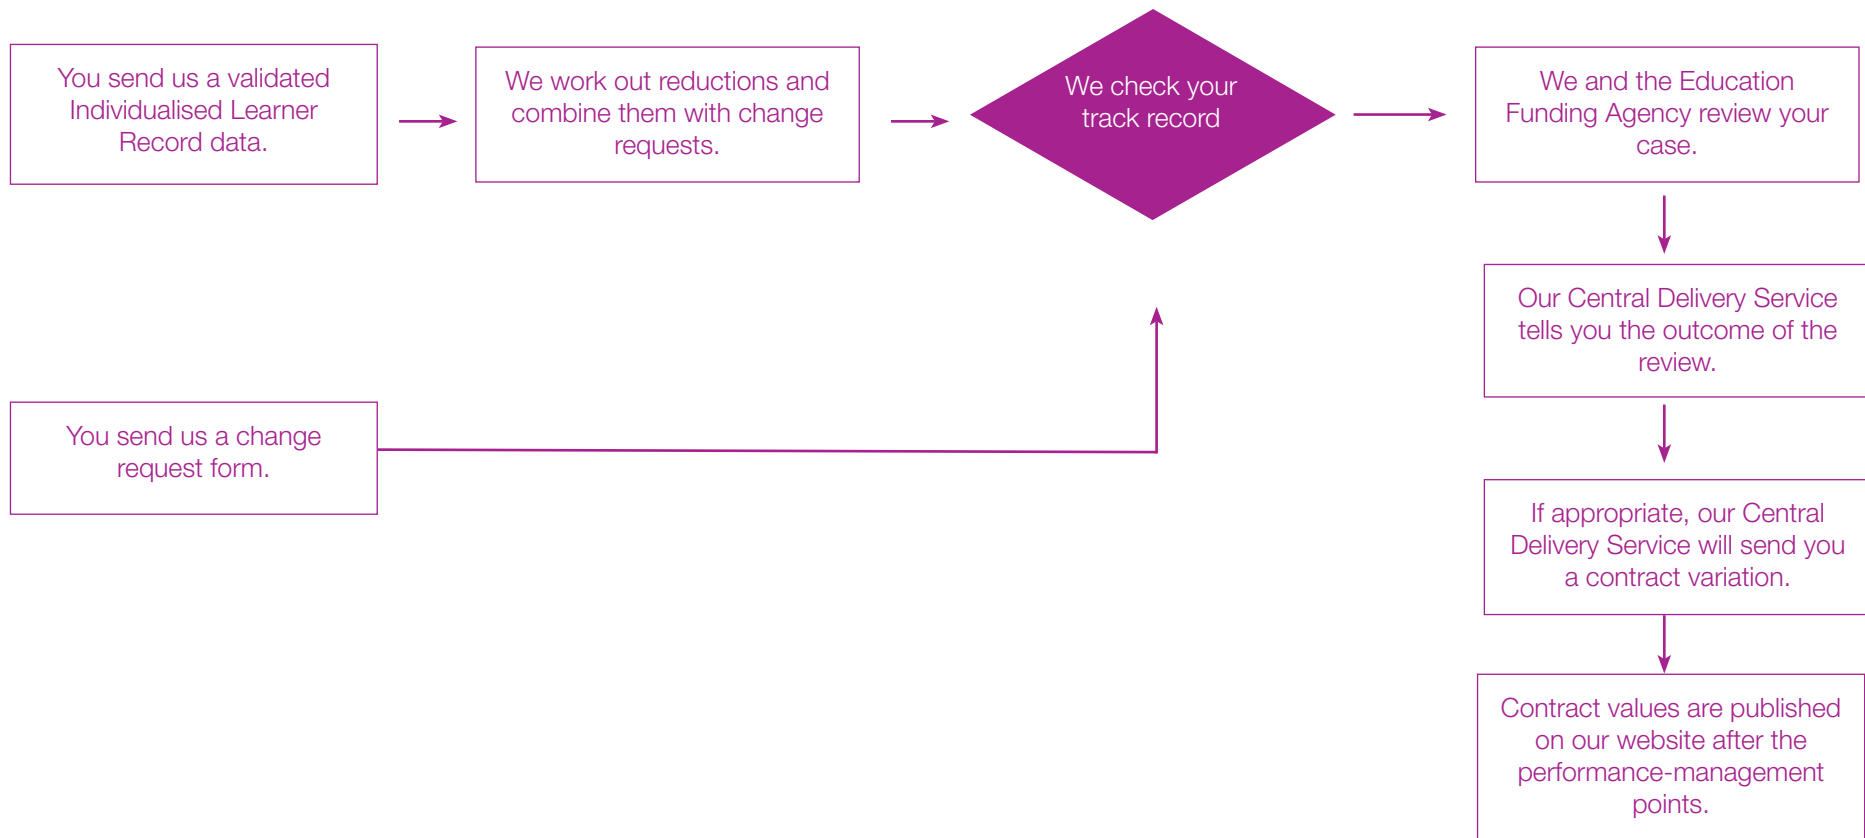 You send us a validated
Individualised Learner
Record data.
We work out reductions and
combine them with change
requests.
We check your
track record
We and the Education
Funding Agency review your
case.
Our Central Delivery Service
tells you the outcome of the
review.
You send us a change
request form.
If appropriate, our Central
Delivery Service will send you
a contract variation.
Contract values are published
on our website after the
performance-management
points.